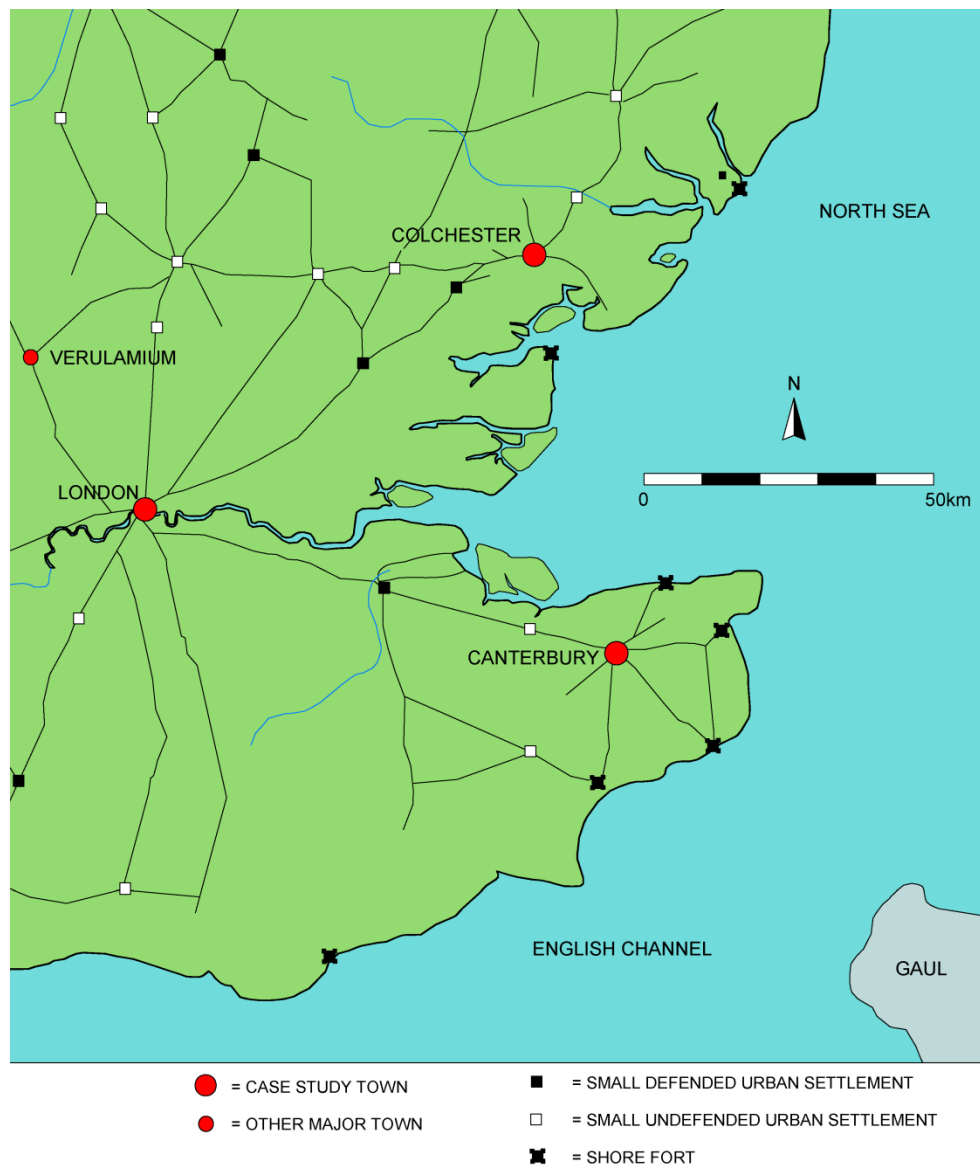 NORTH SEA
COLCHESTER
VERULAMIUM
N
LONDON
0 50km
CANTERBURY
ENGLISH CHANNEL
GAUL
= CASE STUDY TOWN
= OTHER MAJOR TOWN
= SMALL DEFENDED URBAN SETTLEMENT
= SMALL UNDEFENDED URBAN SETTLEMENT
= SHORE FORT